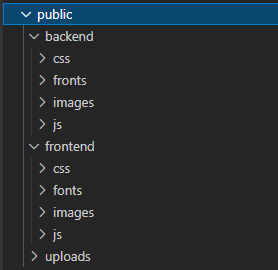 public
backend
css
fronts
images
js
frontend
css
fonts
images
js
uploads